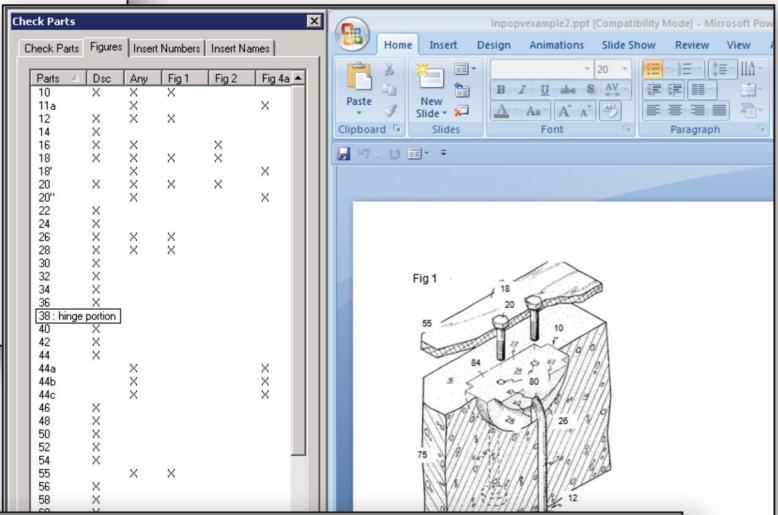 Check Parts
Check Parts Figures Insert Numbers Insert Names
Parts Dsc Any Fig 1 Fig 2 Fig 4a
10 X X X
11a X X
12 X X X
14 X
16 X X X
18 X X X X
18' X X
20 X X X X
20'' X X
22 X
24 X
26 X X X
28 X X X
30 X
32 X
34 X
36 X
38 : hinge portion
40 X
42 X
44 X
44a X X
44b X X
44c X X
46 X
48 X
50 X
52 X
54 X
55 X X
56 X
58 X
Inpopvexample2.ppt [Compatibility Mode] - Microsoft Pow
Home Insert Design Animations Slide Show Review View
Paste
New
Slide
20
B I U abc S AV
A Aa A A
Clipboard Slides Font Paragraph
Fig 1
18
20
55
10
22
84
80
28
26
75
12